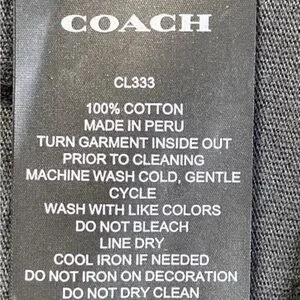 COACH
CL333
100% COTTON
MADE IN PERU
TURN GARMENT INSIDE OUT
PRIOR TO CLEANING
MACHINE WASH COLD, GENTLE
CYCLE
WASH WITH LIKE COLORS
DO NOT BLEACH
LINE DRY
COOL IRON IF NEEDED
DO NOT IRON ON DECORATION
DO NOT DRY CLEAN